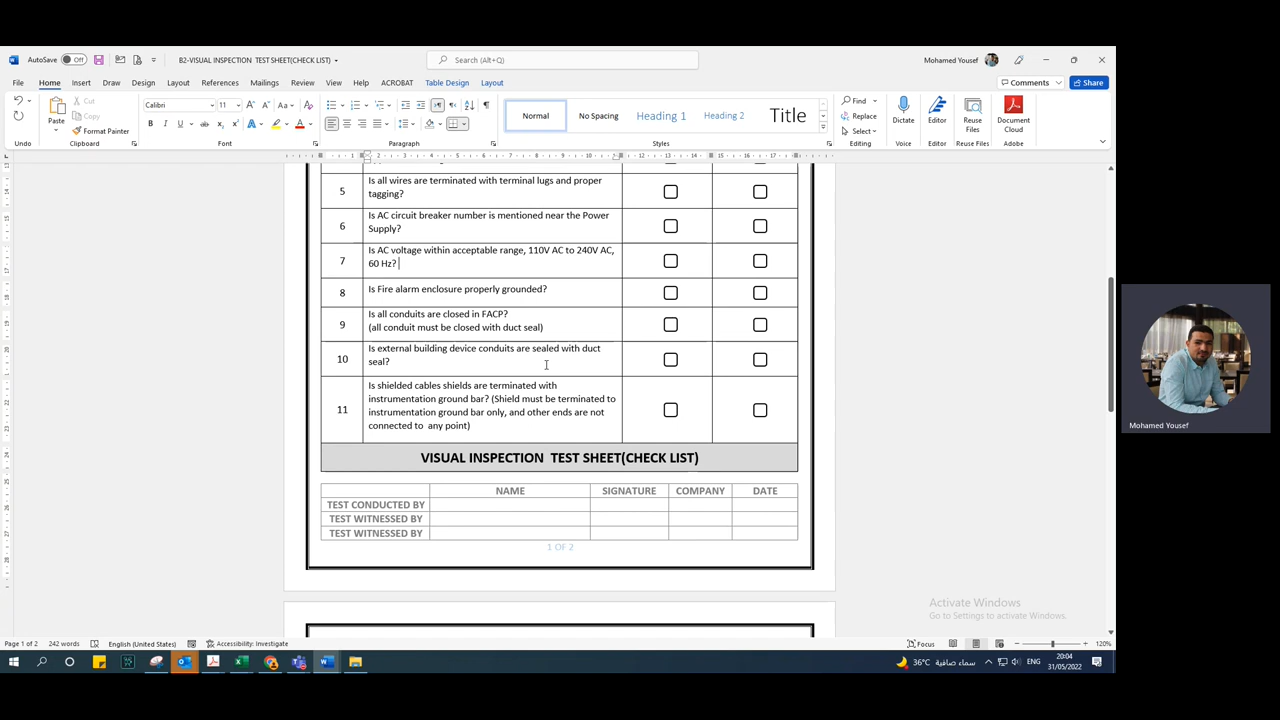 AutoSave Off B2-VISUAL INSPECTION TEST SHEET(CHECK LIST) Search (Alt+Q) Mohamed Yousef
File Home Insert Draw Design Layout References Mailings Review View Help ACROBAT Table Design Layout Comments Share
Cut
Copy
Format Painter
Paste
Calibri 11
Normal No Spacing Heading 1 Heading 2 Title
Find
Replace
Select
Dictate Editor Reuse Files Document Cloud
Undo Clipboard Font Paragraph Styles Editing Voice Editor Reuse Files Adobe
5 Is all wires are terminated with terminal lugs and proper
tagging?
6 Is AC circuit breaker number is mentioned near the Power
Supply?
7 Is AC voltage within acceptable range, 110V AC to 240V AC,
60 Hz?
8 Is Fire alarm enclosure properly grounded?
9 Is all conduits are closed in FACP?
(all conduit must be closed with duct seal)
10 Is external building device conduits are sealed with duct
seal?
11 Is shielded cables shields are terminated with
instrumentation ground bar? (Shield must be terminated to
instrumentation ground bar only, and other ends are not
connected to any point)
VISUAL INSPECTION TEST SHEET(CHECK LIST)
NAME SIGNATURE COMPANY DATE
TEST CONDUCTED BY
TEST WITNESSED BY
TEST WITNESSED BY
1 OF 2
Mohamed Yousef
Activate Windows
Go to Settings to activate Windows.
Page 1 of 2 242 words English (United States) Accessibility: Investigate Focus 120%
36°C سماء صافية ENG 20:04
31/05/2022